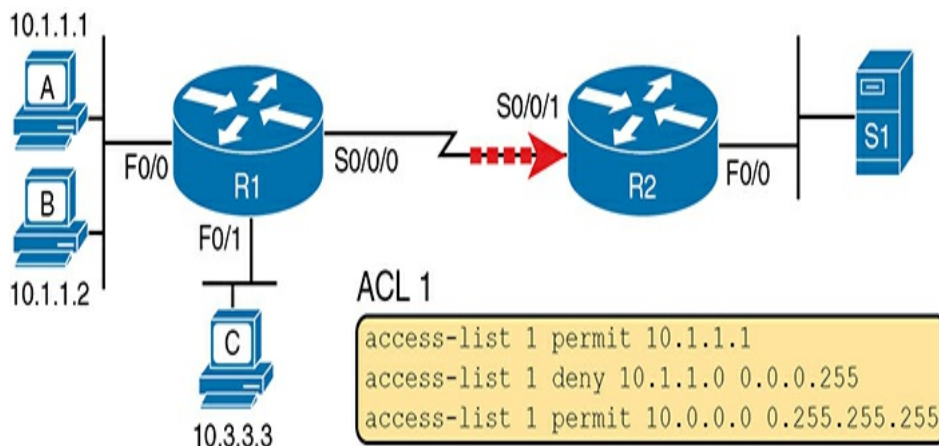 10.1.1.1
A
B
10.1.1.2
F0/0
R1
S0/0/0
F0/1
C
10.3.3.3
S0/0/1
R2
F0/0
S1
ACL 1
access-list 1 permit 10.1.1.1
access-list 1 deny 10.1.1.0 0.0.0.255
access-list 1 permit 10.0.0.0 0.255.255.255